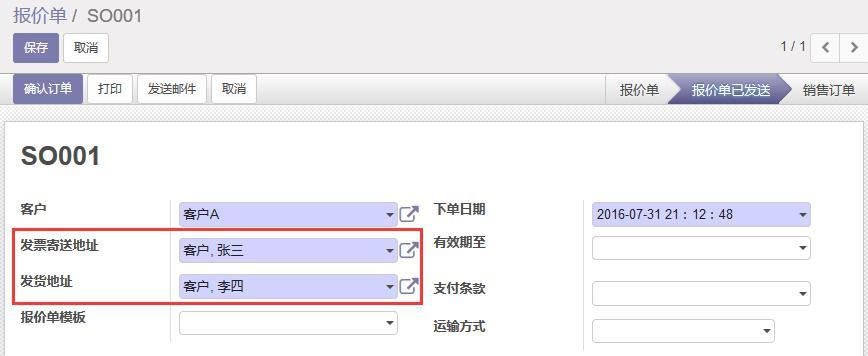 报价单 / SO001
保存 取消 1 / 1
确认订单 打印 发送邮件 取消 报价单 报价单已发送 销售订单
SO001
客户 客户A 下单日期 2016-07-31 21：12：48
发票寄送地址 客户, 张三 有效期至
发货地址 客户, 李四 支付条款
报价单模板 运输方式